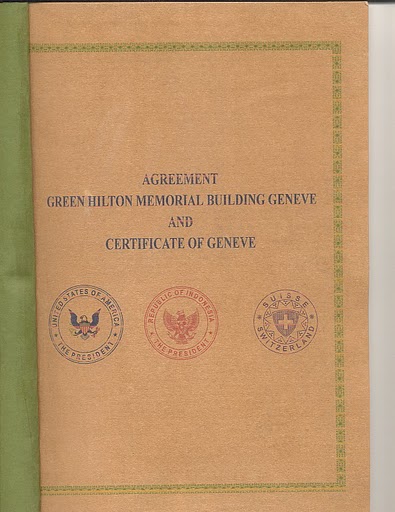 AGREEMENT
GREEN HILTON MEMORIAL BUILDING GENEVE
AND
CERTIFICATE OF GENEVE
UNITED STATES OF AMERICA
THE PRESIDENT
REPUBLIC OF INDONESIA
THE PRESIDENT
SUISSE
SWITZERLAND